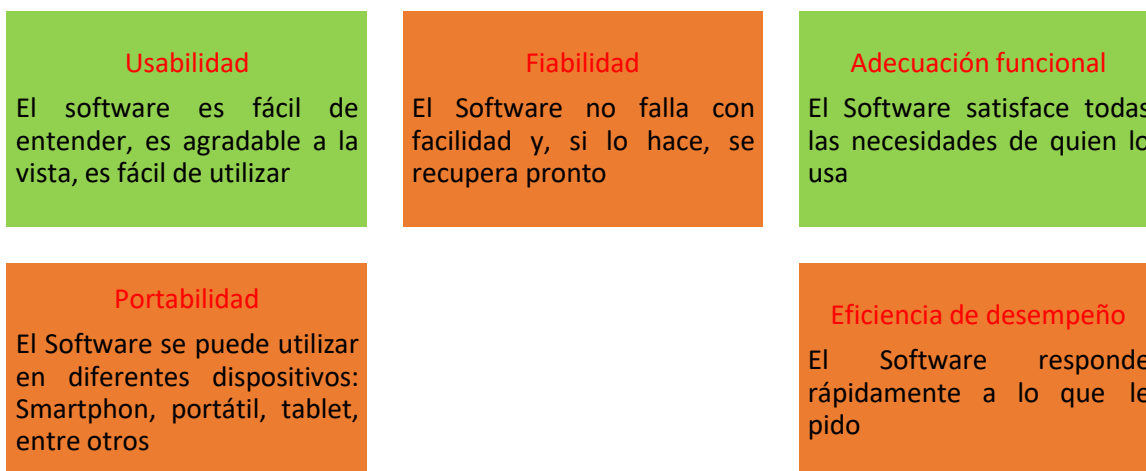 Usabilidad
El software es fácil de
entender, es agradable a la
vista, es fácil de utilizar
Fiabilidad
El Software no falla con
facilidad y, si lo hace, se
recupera pronto
Adecuación funcional
El Software satisface todas
las necesidades de quien lo
usa
Portabilidad
El Software se puede utilizar
en diferentes dispositivos:
Smartphon, portátil, tablet,
entre otros
Eficiencia de desempeño
El Software responde
rápidamente a lo que le
pido